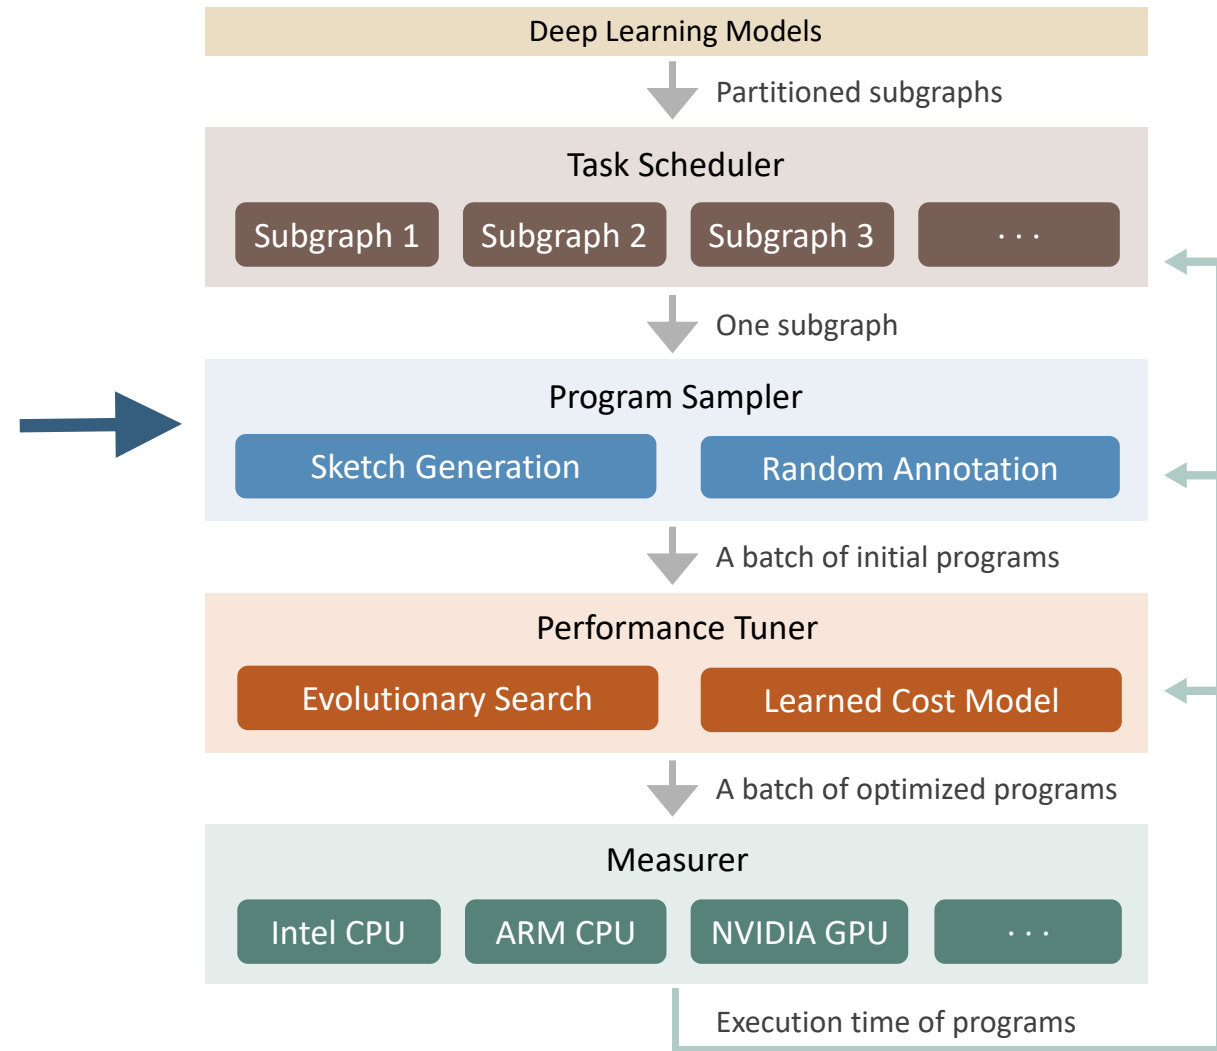 Deep Learning Models
Partitioned subgraphs
Task Scheduler
Subgraph 1 Subgraph 2 Subgraph 3 · · ·
One subgraph
Program Sampler
Sketch Generation Random Annotation
A batch of initial programs
Performance Tuner
Evolutionary Search Learned Cost Model
A batch of optimized programs
Measurer
Intel CPU ARM CPU NVIDIA GPU · · ·
Execution time of programs